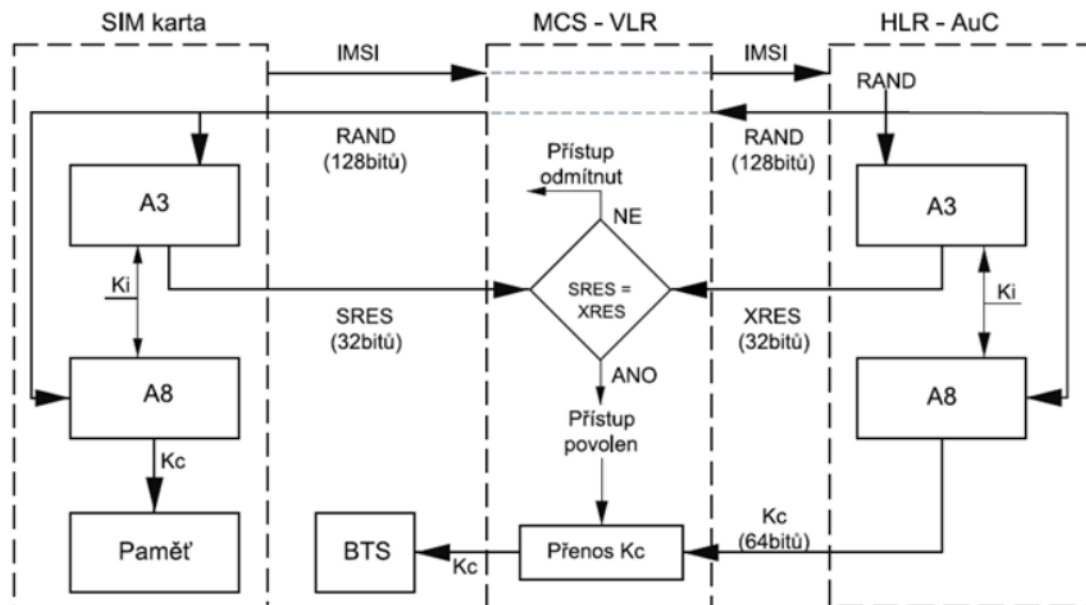 SIM karta
MCS - VLR
HLR - AuC
IMSI
IMSI
RAND
RAND
(128bitů)
RAND
(128bitů)
Přístup
odmítnut
NE
A3
A3
Ki
Ki
SRES =
XRES
SRES
(32bitů)
XRES
(32bitů)
ANO
A8
A8
Přístup
povolen
Kc
Kc
(64bitů)
Paměť
BTS
Kc
Přenos Kc